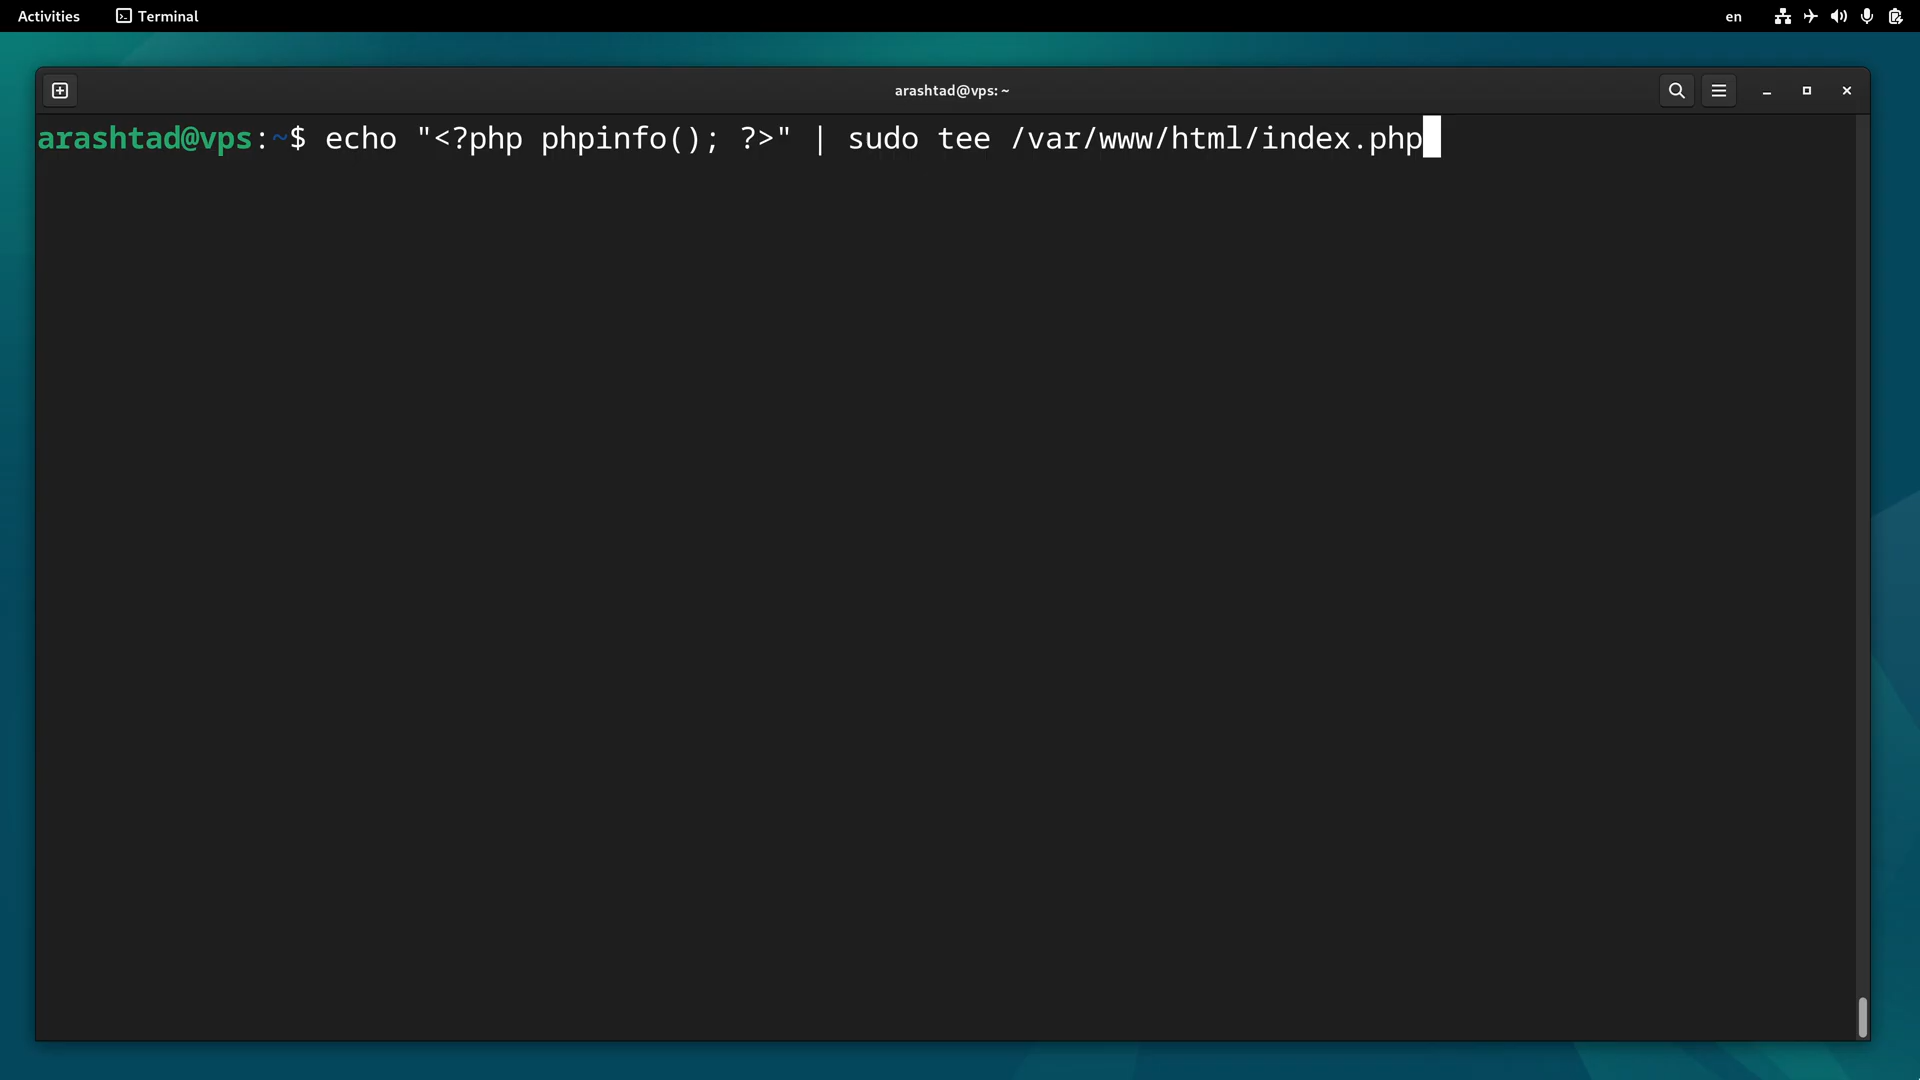 Activities Terminal en
arashtad@vps: ~
arashtad@vps:~$ echo "<?php phpinfo(); ?>" | sudo tee /var/www/html/index.php